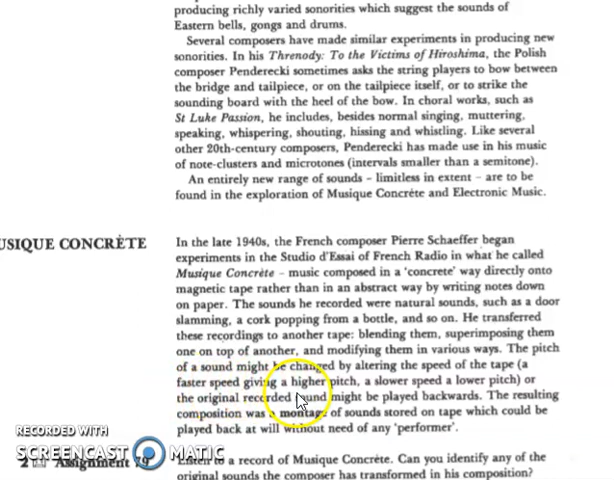 producing richly varied sonorities which suggest the sounds of
Eastern bells, gongs and drums.
Several composers have made similar experiments in producing new
sonorities. In his Threnody: To the Victims of Hiroshima, the Polish
composer Penderecki sometimes asks the string players to bow between
the bridge and tailpiece, or on the tailpiece itself, or to strike the
sounding board with the heel of the bow. In choral works, such as
St Luke Passion, he includes, besides normal singing, muttering,
speaking, whispering, shouting, hissing and whistling. Like several
other 20th-century composers, Penderecki has made use in his music
of note-clusters and microtones (intervals smaller than a semitone).
An entirely new range of sounds – limitless in extent – are to be
found in the exploration of Musique Concrète and Electronic Music.
USIQUE CONCRÈTE
In the late 1940s, the French composer Pierre Schaeffer began
experiments in the Studio d'Essai of French Radio in what he called
Musique Concrète – music composed in a 'concrete' way directly onto
magnetic tape rather than in an abstract way by writing notes down
on paper. The sounds he recorded were natural sounds, such as a door
slamming, a cork popping from a bottle, and so on. He transferred
these recordings to another tape: blending them, superimposing them
one on top of another, and modifying them in various ways. The pitch
of a sound might be changed by altering the speed of the tape (a
faster speed giving a higher pitch, a slower speed a lower pitch) or
the original recorded sound might be played backwards. The resulting
composition was a montage of sounds stored on tape which could be
played back at will without need of any 'performer'.
RECORDED WITH
SCREENCAST MATIC
Assignment 79
Listen to a record of Musique Concrète. Can you identify any of the
original sounds the composer has transformed in his composition?